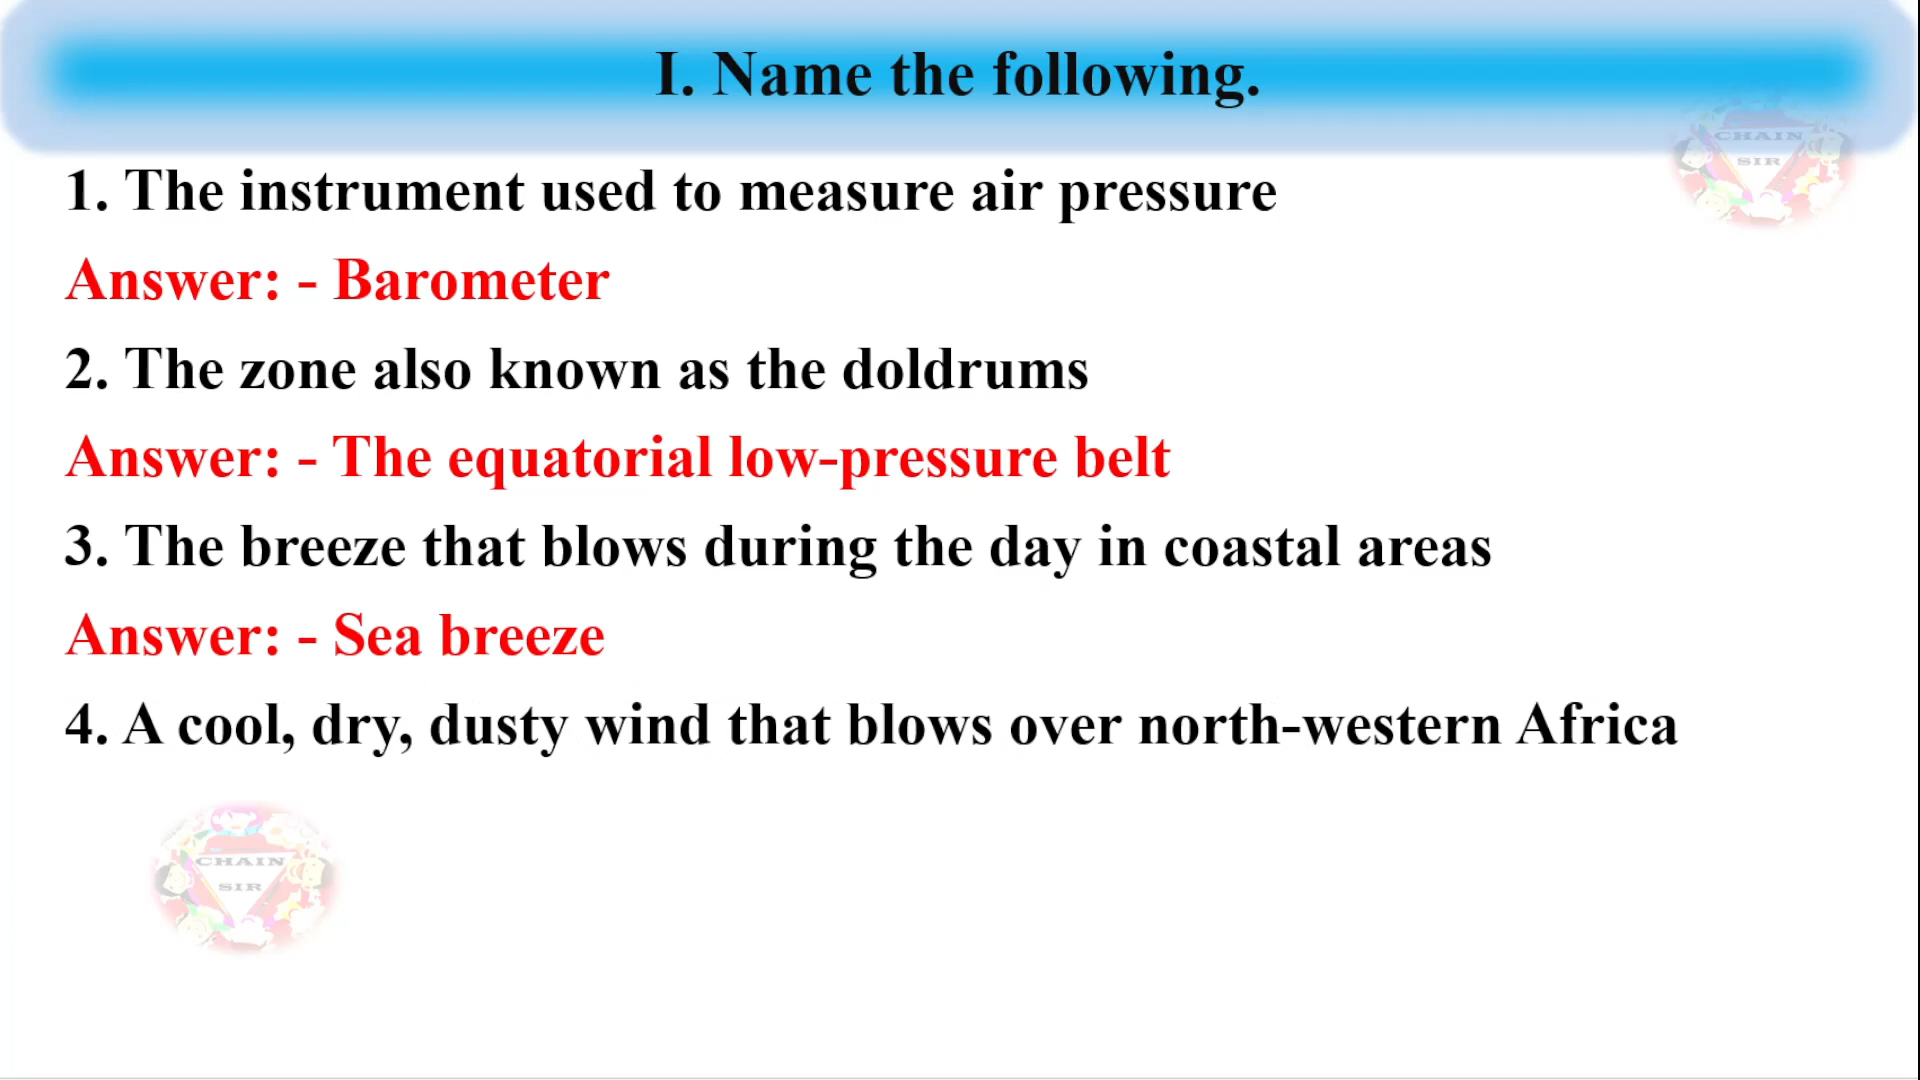 I. Name the following.
CHAIN
SIR
1. The instrument used to measure air pressure
Answer: - Barometer
2. The zone also known as the doldrums
Answer: - The equatorial low-pressure belt
3. The breeze that blows during the day in coastal areas
Answer: - Sea breeze
4. A cool, dry, dusty wind that blows over north-western Africa
CHAIN
SIR